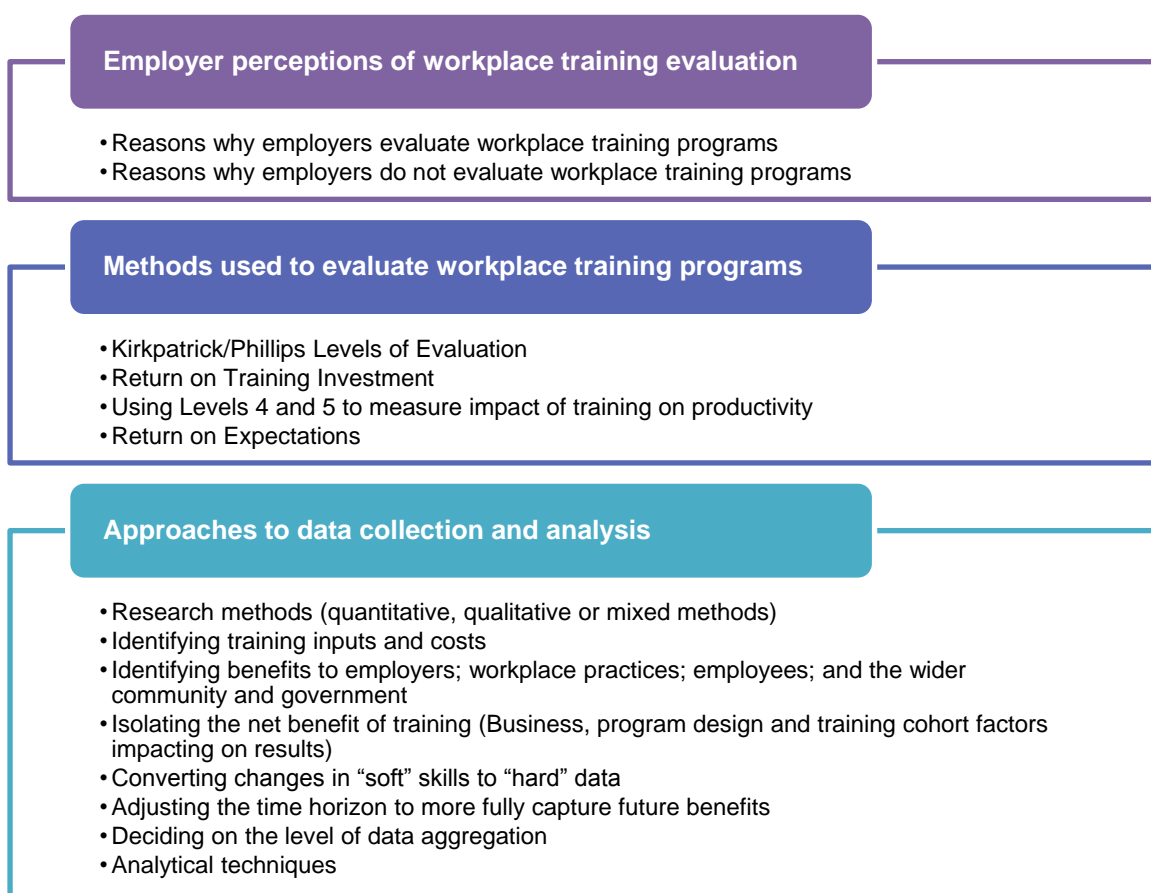 Employer perceptions of workplace training evaluation
• Reasons why employers evaluate workplace training programs
• Reasons why employers do not evaluate workplace training programs
Methods used to evaluate workplace training programs
• Kirkpatrick/Phillips Levels of Evaluation
• Return on Training Investment
• Using Levels 4 and 5 to measure impact of training on productivity
• Return on Expectations
Approaches to data collection and analysis
• Research methods (quantitative, qualitative or mixed methods)
• Identifying training inputs and costs
• Identifying benefits to employers; workplace practices; employees; and the wider
community and government
• Isolating the net benefit of training (Business, program design and training cohort factors
impacting on results)
• Converting changes in “soft” skills to “hard” data
• Adjusting the time horizon to more fully capture future benefits
• Deciding on the level of data aggregation
• Analytical techniques